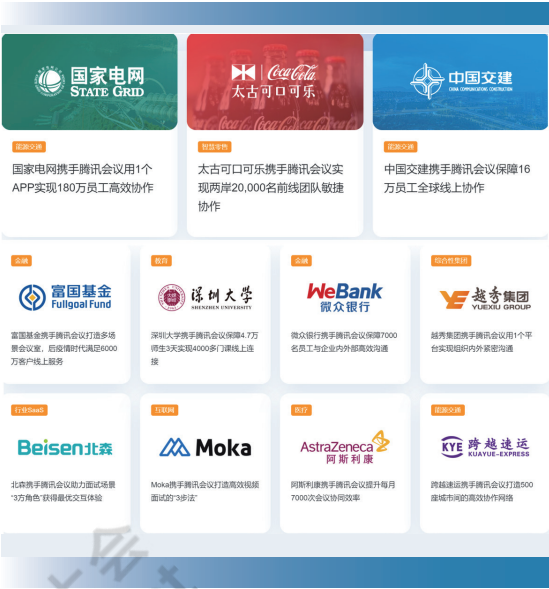 国家电网
STATE GRID
Coca-Cola
太古可口可乐
中国交建
CHINA COMMUNICATIONS CONSTRUCTION
能源交通
国家电网携手腾讯会议用1个
APP实现180万员工高效协作
智慧零售
太古可口可乐携手腾讯会议实
现两岸20,000名前线团队敏捷
协作
能源交通
中国交建携手腾讯会议保障16
万员工全球线上协作
金融
富国基金
Fullgoal Fund
富国基金携手腾讯会议打造多场
景会议室，后疫情时代满足6000
万客户线上服务
教育
深圳大学
SHENZHEN UNIVERSITY
深圳大学携手腾讯会议保障4.7万
师生3天实现4000多门课线上连
接
金融
WeBank
微众银行
微众银行携手腾讯会议保障7000
名员工与企业内外部高效沟通
综合性集团
越秀集团
YUEXIU GROUP
越秀集团携手腾讯会议用1个平
台实现组织内外紧密沟通
行业SaaS
Beisen北森
北森携手腾讯会议助力面试场景
“3方角色”获得最优交互体验
互联网
Moka
Moka携手腾讯会议打造高效视频
面试的“3步法”
医疗
AstraZeneca
阿斯利康
阿斯利康携手腾讯会议提升每月
7000次会议协同效率
能源交通
KYE 跨越速运
KUAYUE-EXPRESS
跨越速运携手腾讯会议打造500
座城市间的高效协作网络